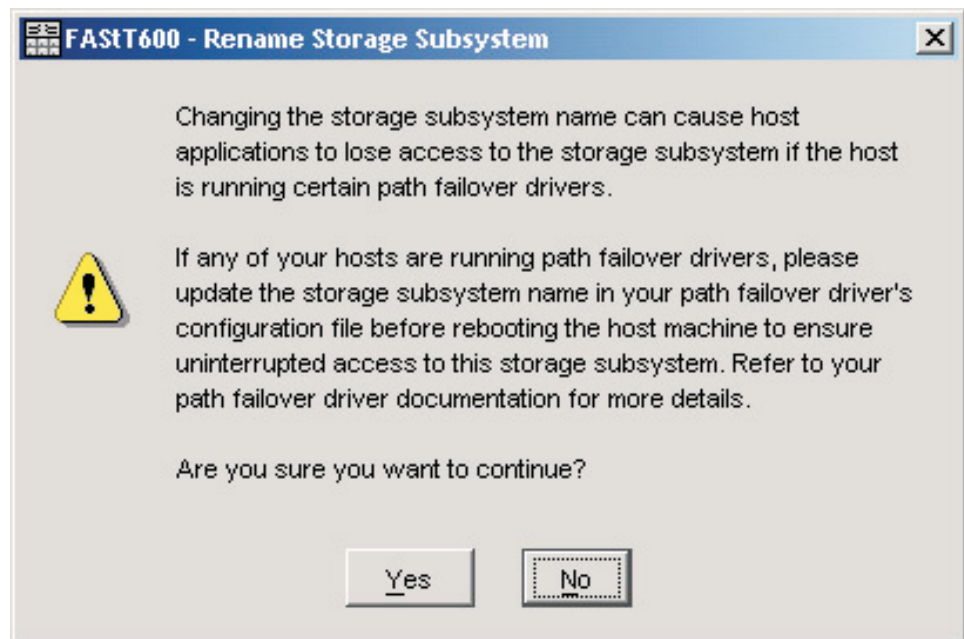 FAStT600 - Rename Storage Subsystem
Changing the storage subsystem name can cause host
applications to lose access to the storage subsystem if the host
is running certain path failover drivers.
If any of your hosts are running path failover drivers, please
update the storage subsystem name in your path failover driver's
configuration file before rebooting the host machine to ensure
uninterrupted access to this storage subsystem. Refer to your
path failover driver documentation for more details.
Are you sure you want to continue?
Yes No